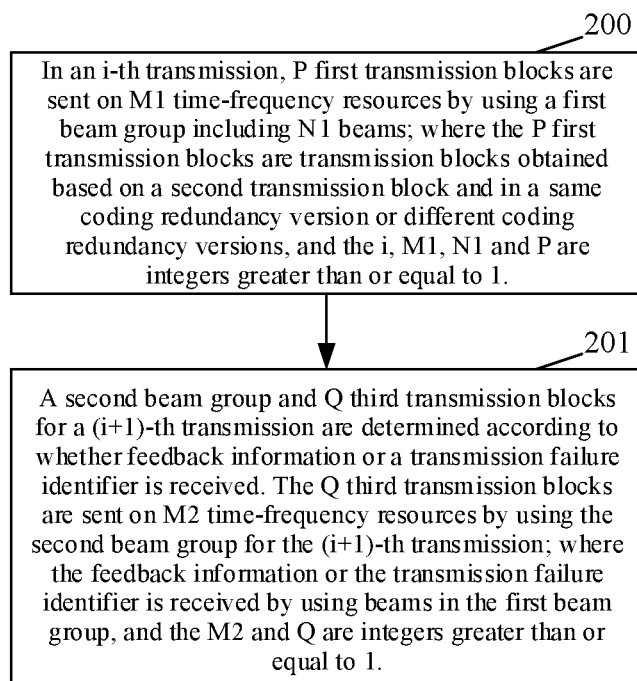 200
In an i-th transmission, P first transmission blocks are
sent on M1 time-frequency resources by using a first
beam group including N1 beams; where the P first
transmission blocks are transmission blocks obtained
based on a second transmission block and in a same
coding redundancy version or different coding
redundancy versions, and the i, M1, N1 and P are
integers greater than or equal to 1.
201
A second beam group and Q third transmission blocks
for a (i+1)-th transmission are determined according to
whether feedback information or a transmission failure
identifier is received. The Q third transmission blocks
are sent on M2 time-frequency resources by using the
second beam group for the (i+1)-th transmission; where
the feedback information or the transmission failure
identifier is received by using beams in the first beam
group, and the M2 and Q are integers greater than or
equal to 1.